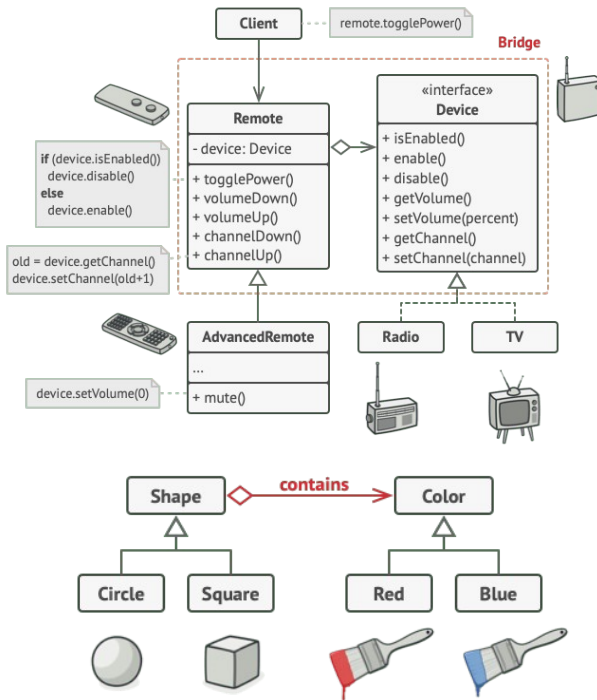 Client
remote.togglePower()
Bridge
Remote
- device: Device
+ togglePower()
+ volumeDown()
+ volumeUp()
+ channelDown()
+ channelUp()
«interface»
Device
+ isEnabled()
+ enable()
+ disable()
+ getVolume()
+ setVolume(percent)
+ getChannel()
+ setChannel(channel)
if (device.isEnabled())
device.disable()
else
device.enable()
old = device.getChannel()
device.setChannel(old+1)
AdvancedRemote
...
+ mute()
device.setVolume(0)
Radio
TV
Shape
contains
Color
Circle
Square
Red
Blue